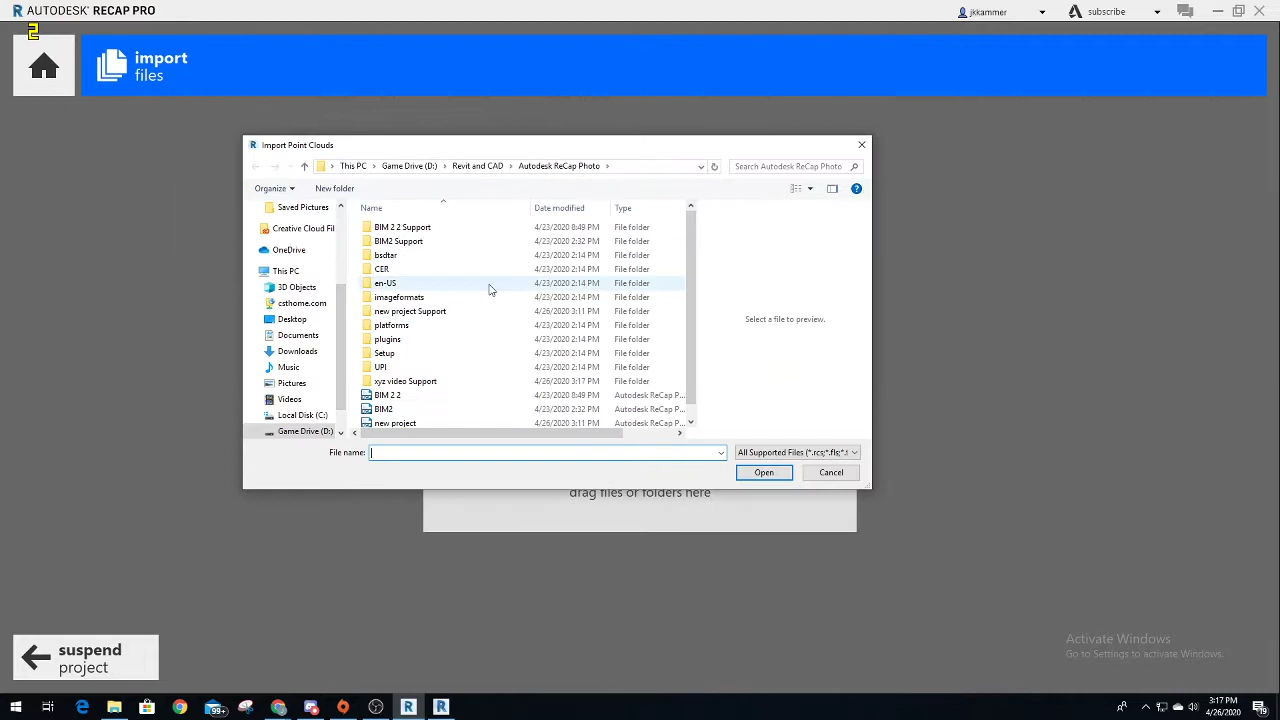 AUTODESK® RECAP PRO
jkkammer
subscribe
2
import
files
Import Point Clouds
This PC > Game Drive (D:) > Revit and CAD > Autodesk ReCap Photo >
Search Autodesk ReCap Photo
Organize
New folder
Name
Date modified
Type
Saved Pictures
Creative Cloud Fil
OneDrive
This PC
3D Objects
csthome.com
Desktop
Documents
Downloads
Music
Pictures
Videos
Local Disk (C:)
Game Drive (D:)
BIM 2 2 Support 4/23/2020 8:49 PM File folder
BIM2 Support 4/23/2020 2:32 PM File folder
bsdtar 4/23/2020 2:14 PM File folder
CER 4/23/2020 2:14 PM File folder
en-US 4/23/2020 2:14 PM File folder
imageformats 4/23/2020 2:14 PM File folder
new project Support 4/26/2020 3:11 PM File folder
platforms 4/23/2020 2:14 PM File folder
plugins 4/23/2020 2:14 PM File folder
Setup 4/23/2020 2:14 PM File folder
UPI 4/23/2020 2:14 PM File folder
xyz video Support 4/26/2020 3:17 PM File folder
BIM 2 2 4/23/2020 8:49 PM Autodesk ReCap P...
BIM2 4/23/2020 2:32 PM Autodesk ReCap P...
new project 4/26/2020 3:11 PM Autodesk ReCap P...
Select a file to preview.
File name:
All Supported Files (*.rcs;*.fls;*.
Open
Cancel
drag files or folders here
suspend
project
Activate Windows
Go to Settings to activate Windows.
99+
3:17 PM
4/26/2020
19